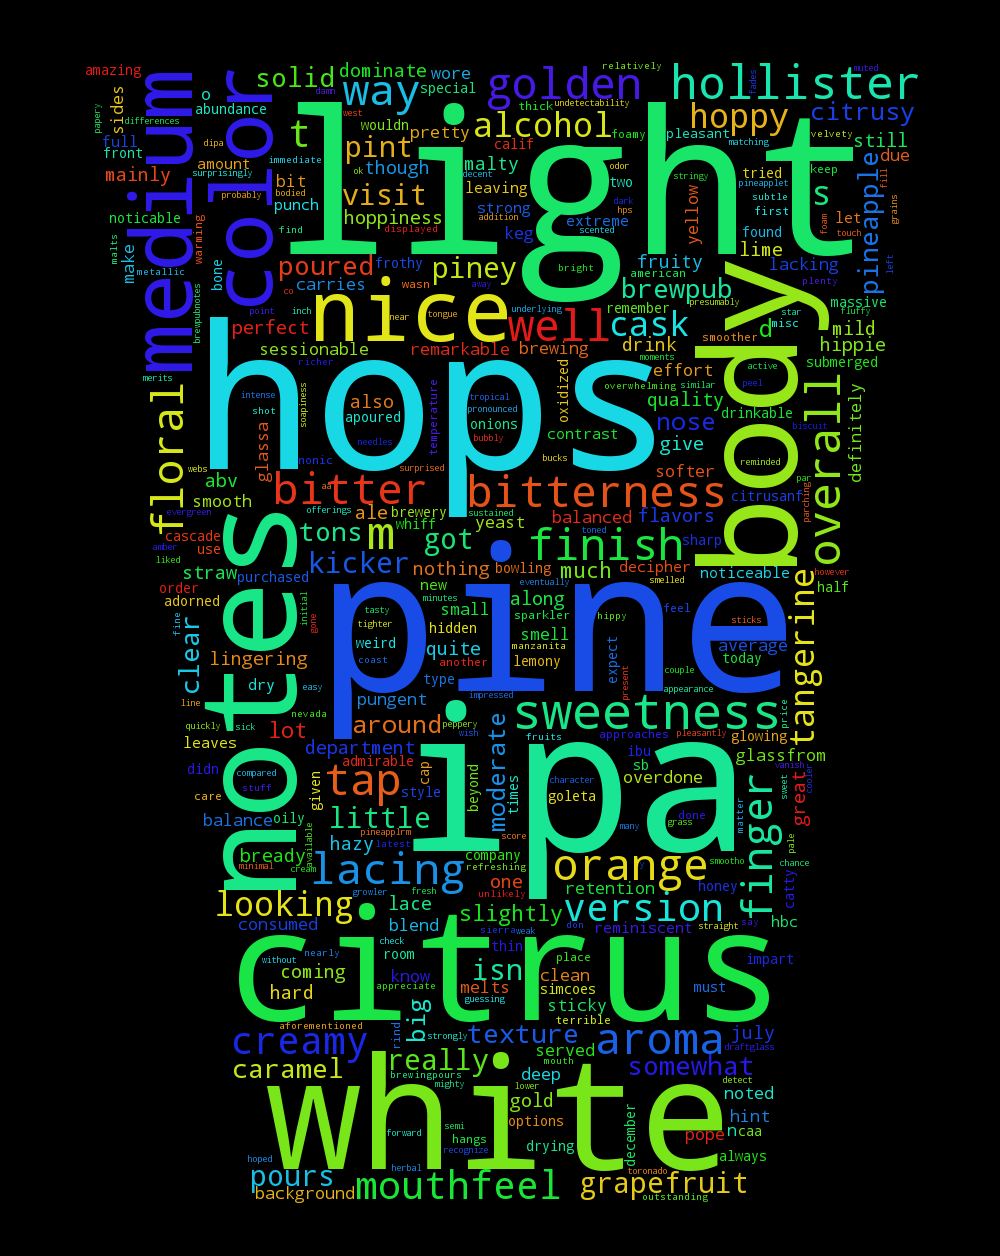 relatively
muted
amazing
solid
dominate
wore
golden
hollister
medium
color
way
special
light
papery
sides
o
abundance
t
wouldn
thick
undetectability
alcohol
hoppy
citrusy
differences
full
dipa
front
immediate
pint
pretty
foamy
pleasant
velvety
still
calif
matching
mainly
surprisingly
amount
bit
though
malty
odor
two
stringy
tried
keep
pineapple
due
visit
leaving
decent
pineapplet
s
fill
grains
probably
bodied
punch
strong
dark
yellow
subtle
first
let
noticable
hoppiness
keg
addition
extreme
hps
scented
found
lime
foam
touch
find
displayed
malts
warming
make
bone
poured
frothy
piney
bright
fruity
lacking
left
metallic
carries
wasn
away
american
brewpub
plenty
point
co
inch
nice
underlying
well
cask
remember
presumably
massive
fluffy
brewpubnotes
perfect
near
tongue
star
misc
d
mild
body
sessionable
remarkable
brewing
drink
smoother
hippie
merits
richer
moments
effort
active
submerged
hops
oxidized
overwhelming
similar
peel
overall
intense
also
tropical
quality
drinkable
definitely
floral
soapiness
shot
apoured
temperature
pronounced
onions
nose
biscuit
glassa
needles
bubbly
contrast
give
reminded
webs
nonic
surprised
bucks
softer
par
abv
bitter
aa
bitterness
citrusanf
parching
smooth
offerings
ale
brewery
sustained
balanced
flavors
evergreen
notes
tons
m
whiff
yeast
toned
sharp
amber
cascade
got
finish
liked
use
kicker
nothing
bowling
much
decipher
noticeable
however
straw
purchased
new
eventually
smelled
half
order
minutes
along
tangerine
adorned
initial
gone
tasty
small
sparkler
hippy
feel
pine
fine
tighter
hidden
smell
sticks
clear
weird
quite
manzanita
expect
average
lingering
coast
another
lemony
today
line
dry
easy
type
present
couple
appearance
pungent
impressed
sweetness
price
nevada
quickly
sick
lot
around
peppery
fruits
approaches
pleasantly
glowing
leaves
department
wish
ipa
moderate
ibu
glassfrom
didn
compared
admirable
cap
sb
vanish
stuff
given
tap
style
beyond
times
character
goleta
overdone
finger
sweet
great
cooler
care
done
balance
oily
little
pineapplrm
many
grass
matter
available
latest
score
bready
hazy
company
pale
minimal
cream
lacing
refreshing
orange
smootho
chance
one
retention
honey
catty
growler
fresh
unlikely
looking
lace
slightly
version
hbc
consumed
blend
sierra
weak
don
reminiscent
straight
say
citrus
check
thin
without
nearly
room
isn
place
coming
know
clean
impart
hard
appreciate
melts
simcoes
must
guessing
big
sticky
aforementioned
terrible
creamy
rind
strongly
texture
aroma
july
served
draftglass
caramel
really
mouth
somewhat
white
brewingpours
deep
detect
mighty
lower
gold
noted
options
hint
semi
forward
hangs
december
pope
ncaa
recognize
drying
hoped
herbal
toronado
always
pours
mouthfeel
grapefruit
background
outstanding
damn
west
ok
fades